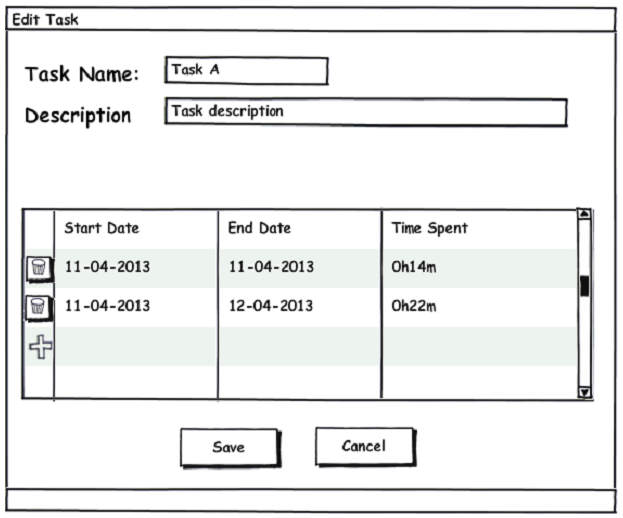 Edit Task
Task Name: Task A
Description Task description
Start Date End Date Time Spent
11-04-2013 11-04-2013 0h14m
11-04-2013 12-04-2013 0h22m
Save Cancel